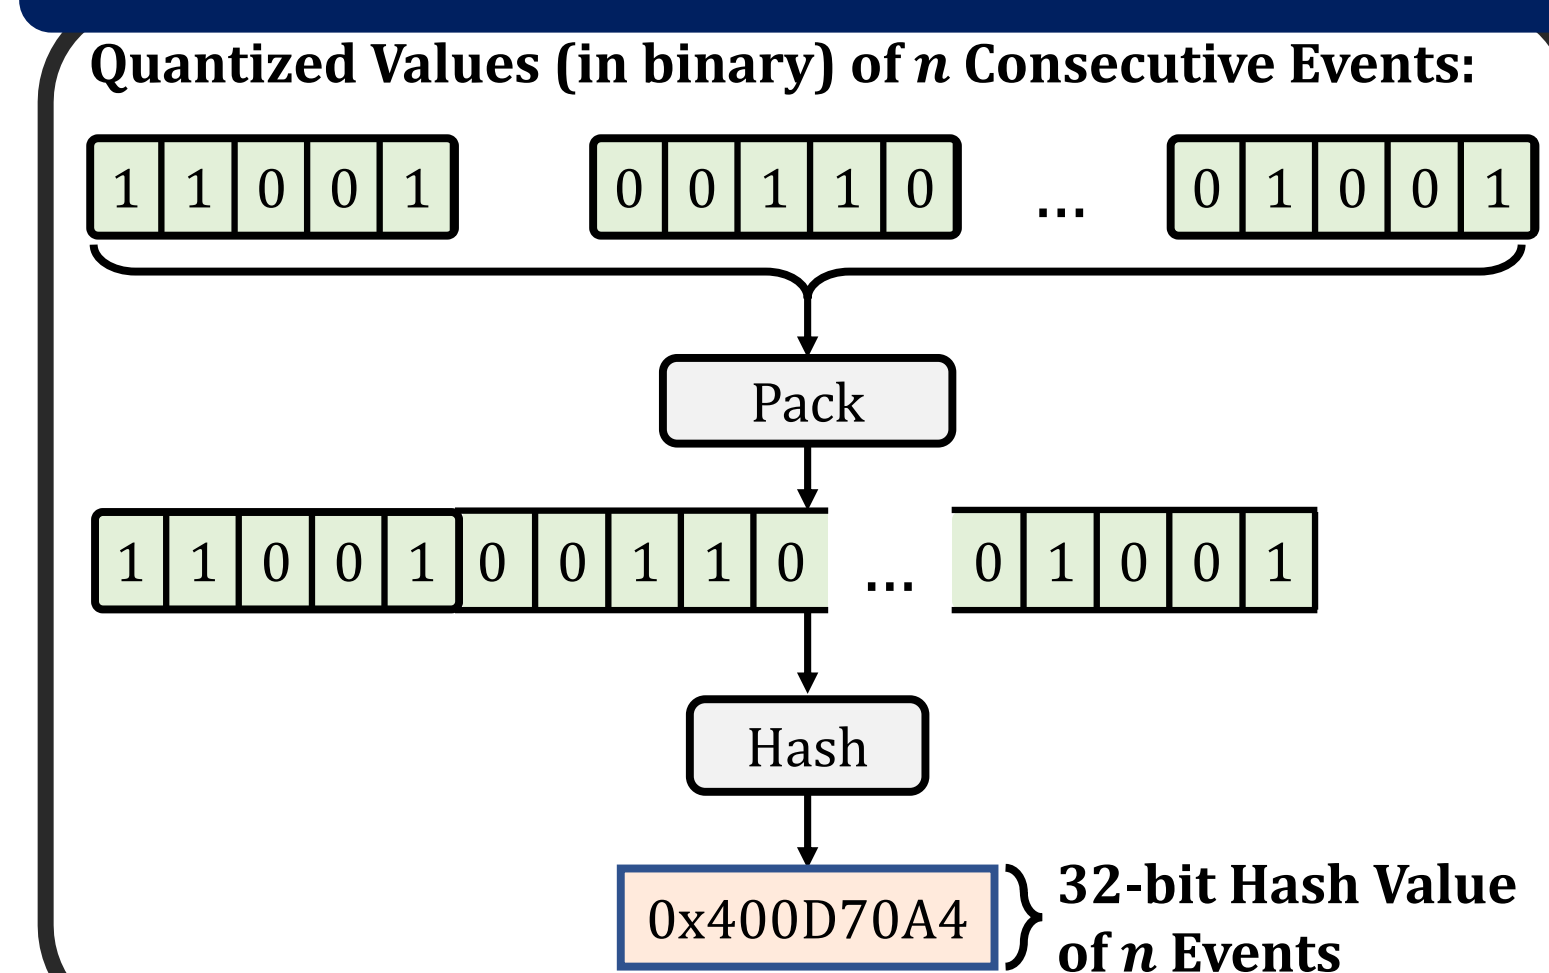 Quantized Values (in binary) of n Consecutive Events:
1 1 0 0 1 0 0 1 1 0 ... 0 1 0 0 1
Pack
1 1 0 0 1 0 0 1 1 0 ... 0 1 0 0 1
Hash
0x400D70A4
32-bit Hash Value
of n Events